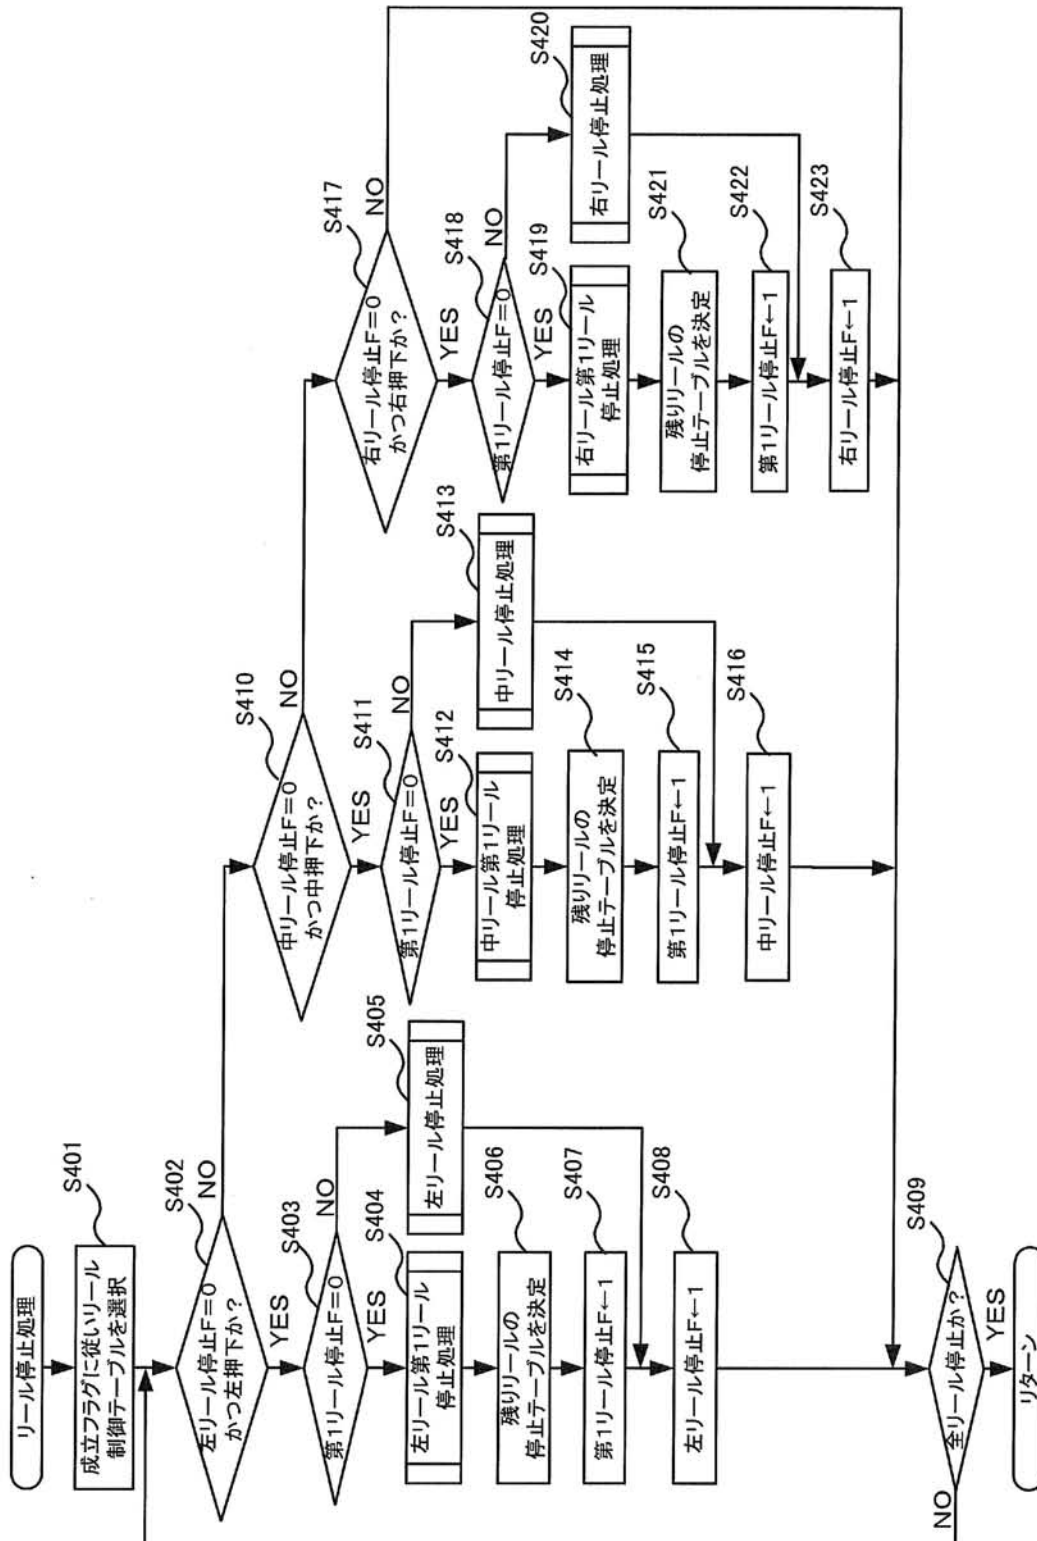 リール停止処理
S401
成立フラグに従いリール
制御テーブルを選択
S402
左リール停止F=0
かつ左押下か?
NO
YES
S403
第1リール停止F=0
NO
YES
S404
左リール第1リール
停止処理
S405
左リール停止処理
S406
残りリールの
停止テーブルを決定
S407
第1リール停止F←1
S408
左リール停止F←1
S409
全リール停止か?
NO
YES
リターン
S410
中リール停止F=0
かつ中押下か?
NO
YES
S411
第1リール停止F=0
NO
YES
S412
中リール第1リール
停止処理
S413
中リール停止処理
S414
残りリールの
停止テーブルを決定
S415
第1リール停止F←1
S416
中リール停止F←1
S417
右リール停止F=0
かつ右押下か?
NO
YES
S418
第1リール停止F=0
NO
YES
S419
右リール第1リール
停止処理
S420
右リール停止処理
S421
残りリールの
停止テーブルを決定
S422
第1リール停止F←1
S423
右リール停止F←1